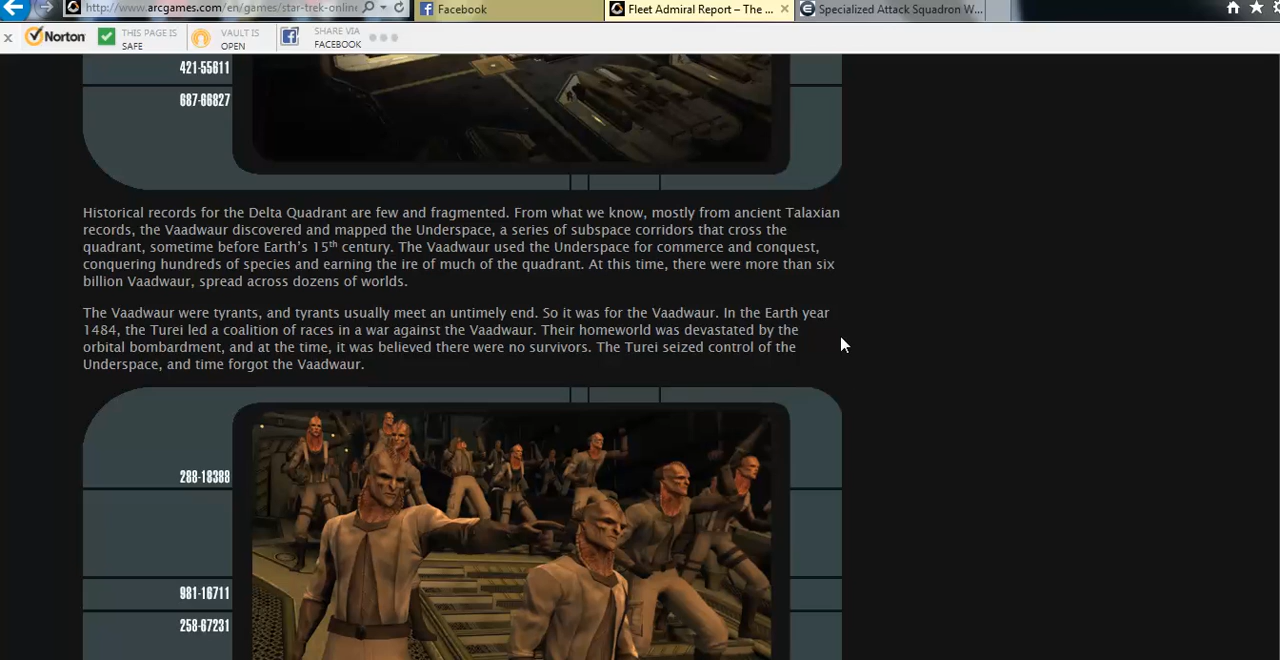 http://www.arcgames.com/en/games/star-trek-online
Facebook
Fleet Admiral Report – The ...
Specialized Attack Squadron W...
Norton
THIS PAGE IS
SAFE
VAULT IS
OPEN
SHARE VIA
FACEBOOK
421-55611
687-66827
Historical records for the Delta Quadrant are few and fragmented. From what we know, mostly from ancient Talaxian
records, the Vaadwaur discovered and mapped the Underspace, a series of subspace corridors that cross the
quadrant, sometime before Earth's 15th century. The Vaadwaur used the Underspace for commerce and conquest,
conquering hundreds of species and earning the ire of much of the quadrant. At this time, there were more than six
billion Vaadwaur, spread across dozens of worlds.
The Vaadwaur were tyrants, and tyrants usually meet an untimely end. So it was for the Vaadwaur. In the Earth year
1484, the Turei led a coalition of races in a war against the Vaadwaur. Their homeworld was devastated by the
orbital bombardment, and at the time, it was believed there were no survivors. The Turei seized control of the
Underspace, and time forgot the Vaadwaur.
288-18388
981-16711
258-67231